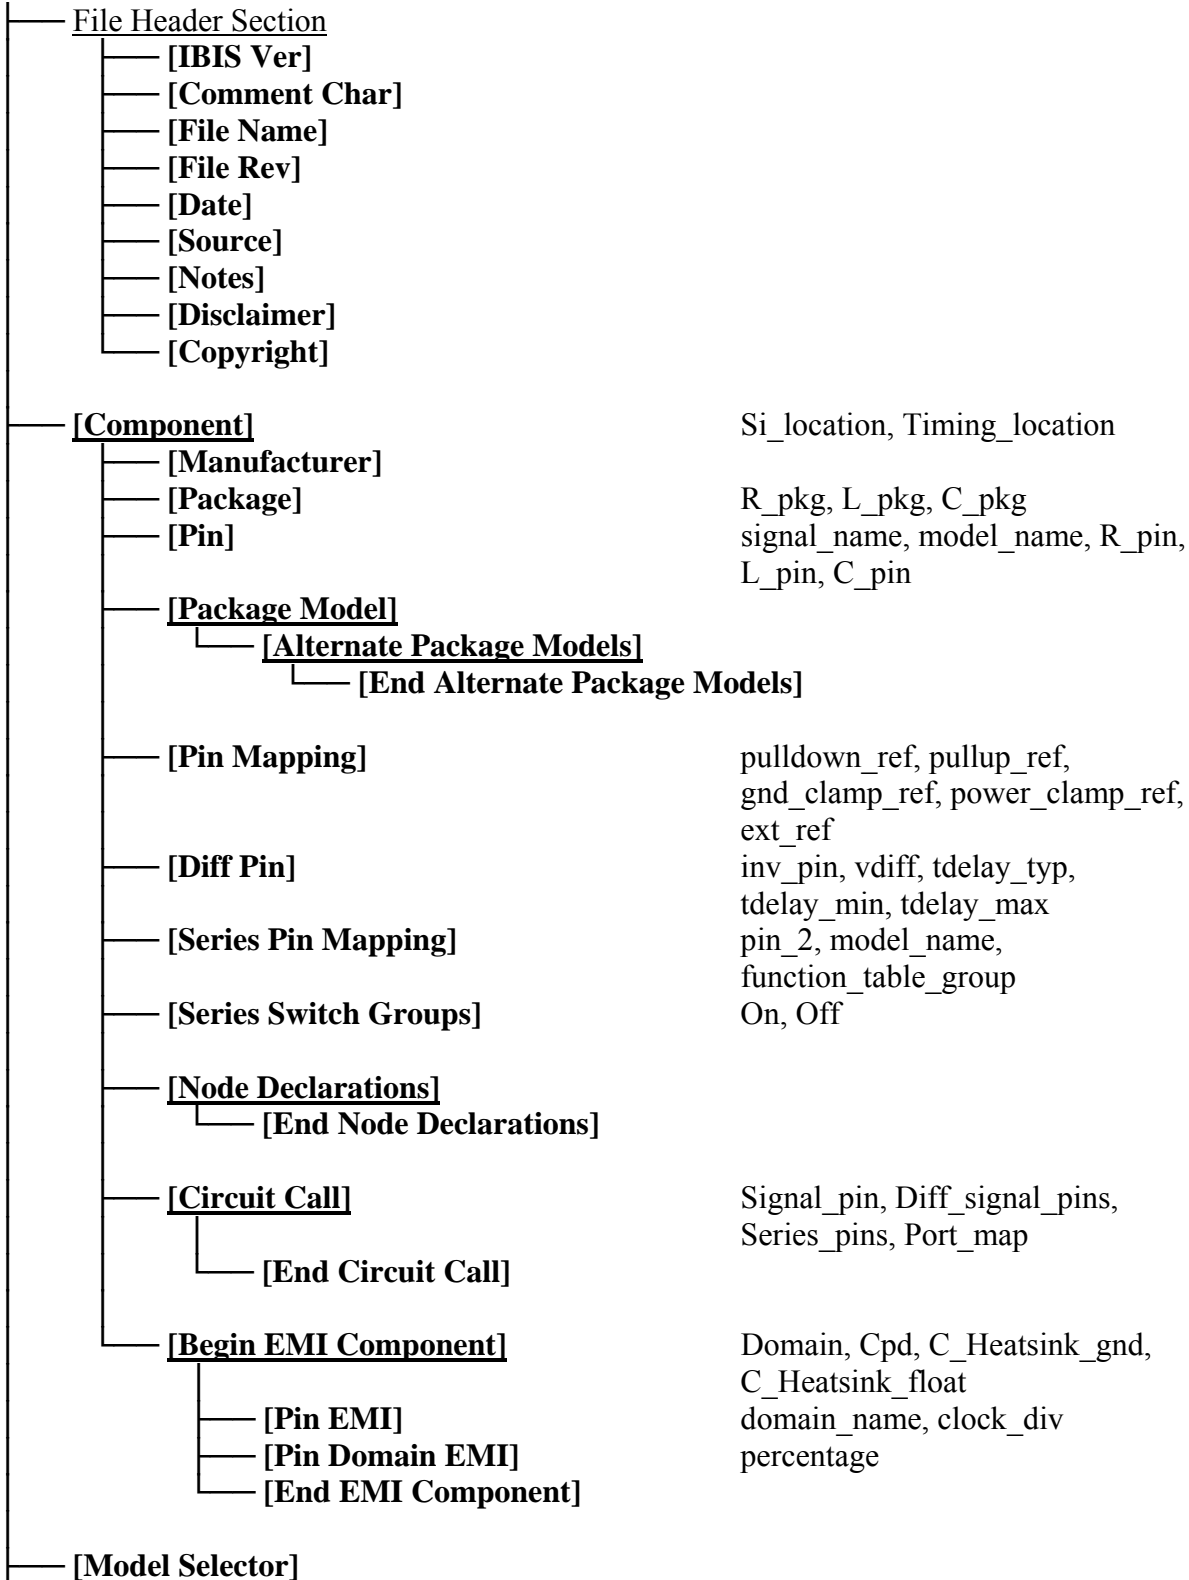 File Header Section
[IBIS Ver]
[Comment Char]
[File Name]
[File Rev]
[Date]
[Source]
[Notes]
[Disclaimer]
[Copyright]
[Component] Si_location, Timing_location
[Manufacturer]
[Package] R_pkg, L_pkg, C_pkg
[Pin] signal_name, model_name, R_pin,
L_pin, C_pin
[Package Model]
[Alternate Package Models]
[End Alternate Package Models]
[Pin Mapping] pulldown_ref, pullup_ref,
gnd_clamp_ref, power_clamp_ref,
ext_ref
[Diff Pin] inv_pin, vdiff, tdelay_typ,
tdelay_min, tdelay_max
[Series Pin Mapping] pin_2, model_name,
function_table_group
[Series Switch Groups] On, Off
[Node Declarations]
[End Node Declarations]
[Circuit Call] Signal_pin, Diff_signal_pins,
Series_pins, Port_map
[End Circuit Call]
[Begin EMI Component] Domain, Cpd, C_Heatsink_gnd,
C_Heatsink_float
[Pin EMI] domain_name, clock_div
[Pin Domain EMI] percentage
[End EMI Component]
[Model Selector]